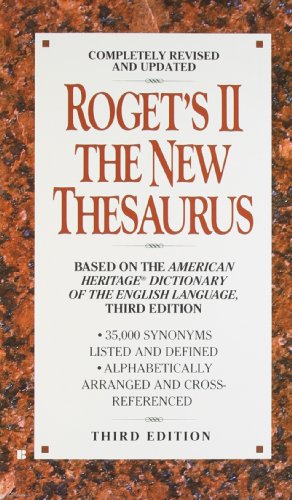 COMPLETELY REVISED
AND UPDATED
ROGET'S II
THE NEW
THESAURUS
BASED ON THE AMERICAN
HERITAGE® DICTIONARY
OF THE ENGLISH LANGUAGE,
THIRD EDITION
• 35,000 SYNONYMS
LISTED AND DEFINED
• ALPHABETICALLY
ARRANGED AND CROSS-
REFERENCED
THIRD EDITION
B